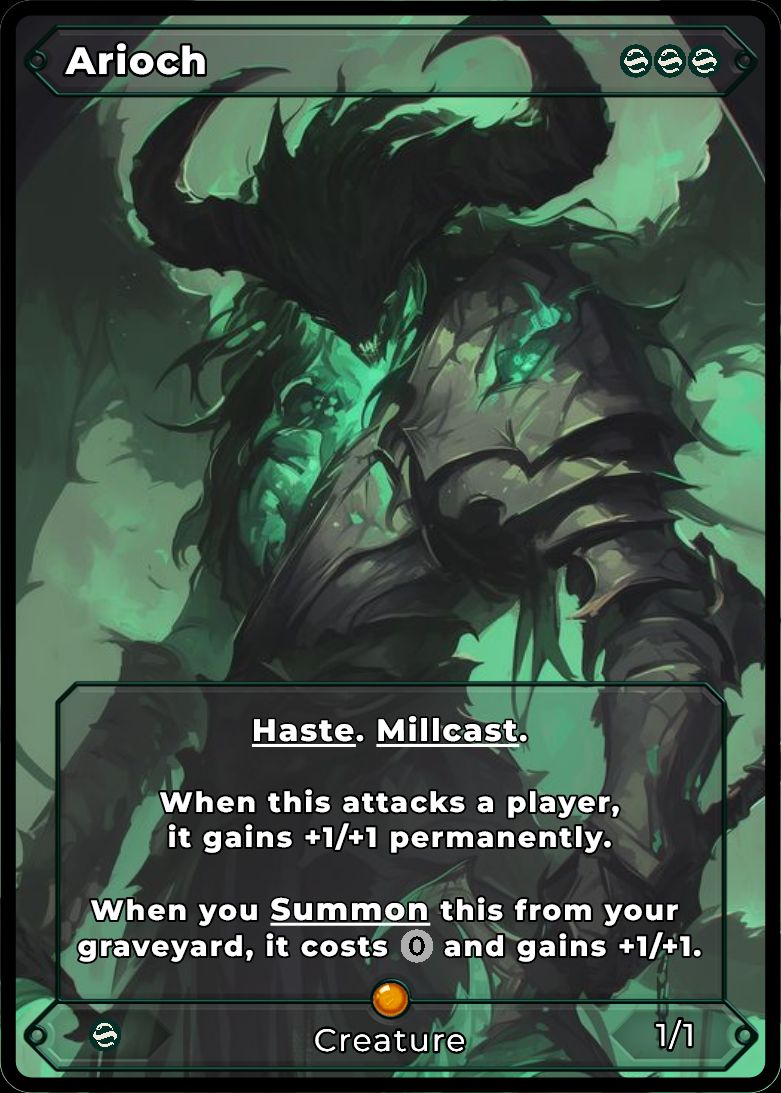 Arioch
Haste. Millcast.
When this attacks a player,
it gains +1/+1 permanently.
When you Summon this from your
graveyard, it costs 0 and gains +1/+1.
Creature
1/1